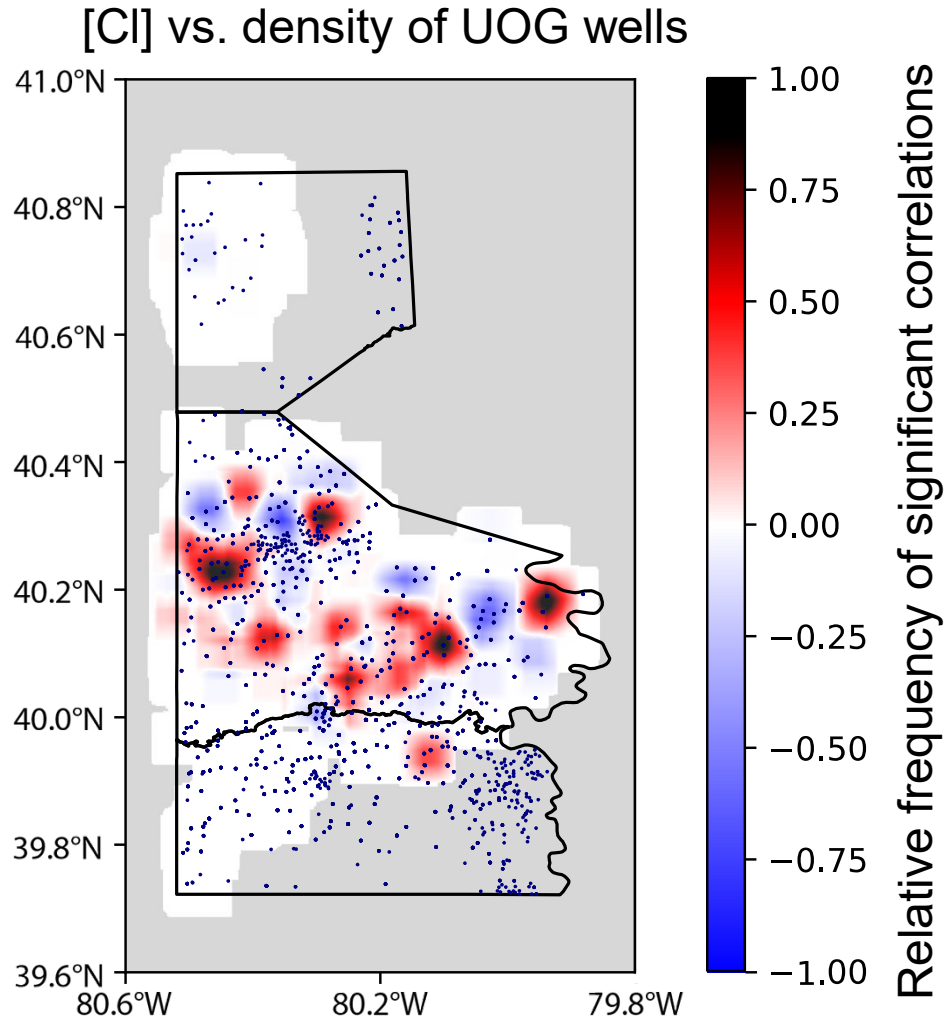 [Cl] vs. density of UOG wells
41.0°N
40.8°N
40.6°N
40.4°N
40.2°N
40.0°N
39.8°N
39.6°N
80.6°W
80.2°W
79.8°W
1.00
0.75
0.50
0.25
0.00
−0.25
−0.50
−0.75
−1.00
Relative frequency of significant correlations